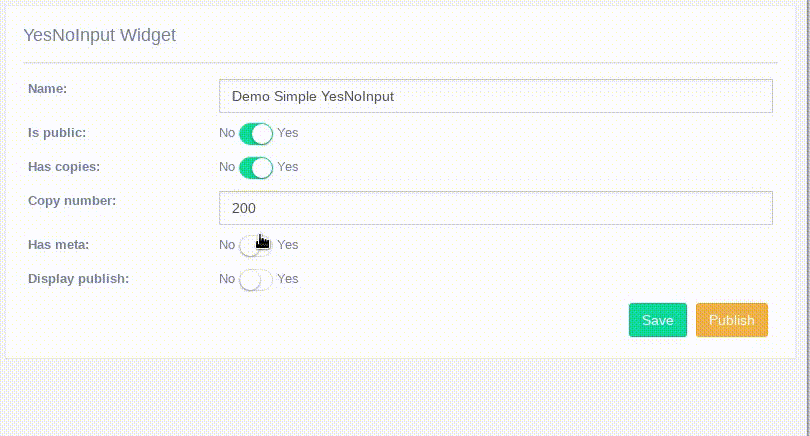 YesNoInput Widget
Name:
Demo Simple YesNoInput
Is public: No Yes
Has copies: No Yes
Copy number:
200
Has meta: No Yes
Display publish: No Yes
Save Publish